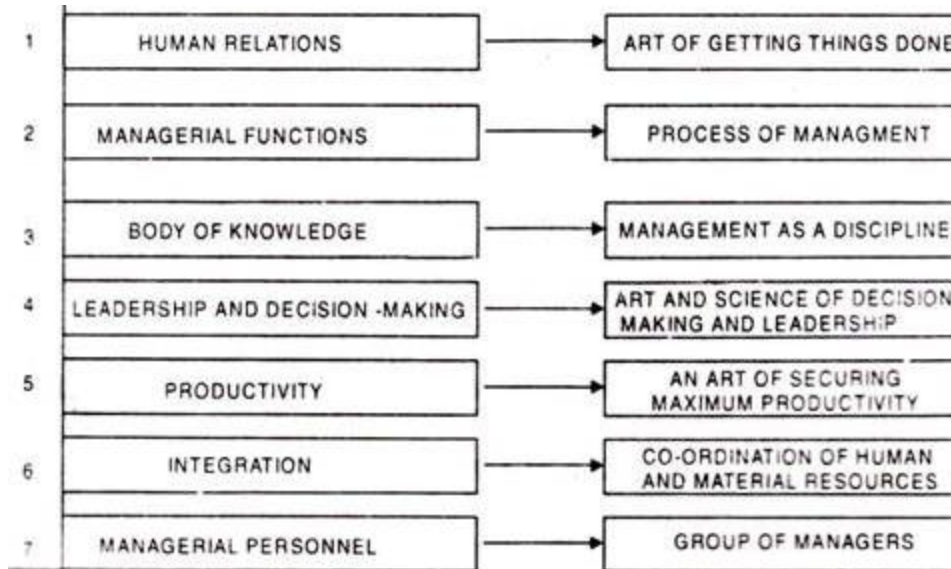 1 HUMAN RELATIONS ART OF GETTING THINGS DONE
2 MANAGERIAL FUNCTIONS PROCESS OF MANAGMENT
3 BODY OF KNOWLEDGE MANAGEMENT AS A DISCIPLINE
4 LEADERSHIP AND DECISION -MAKING ART AND SCIENCE OF DECISION
MAKING AND LEADERSHIP
5 PRODUCTIVITY AN ART OF SECURING
MAXIMUM PRODUCTIVITY
6 INTEGRATION CO-ORDINATION OF HUMAN
AND MATERIAL RESOURCES
7 MANAGERIAL PERSONNEL GROUP OF MANAGERS